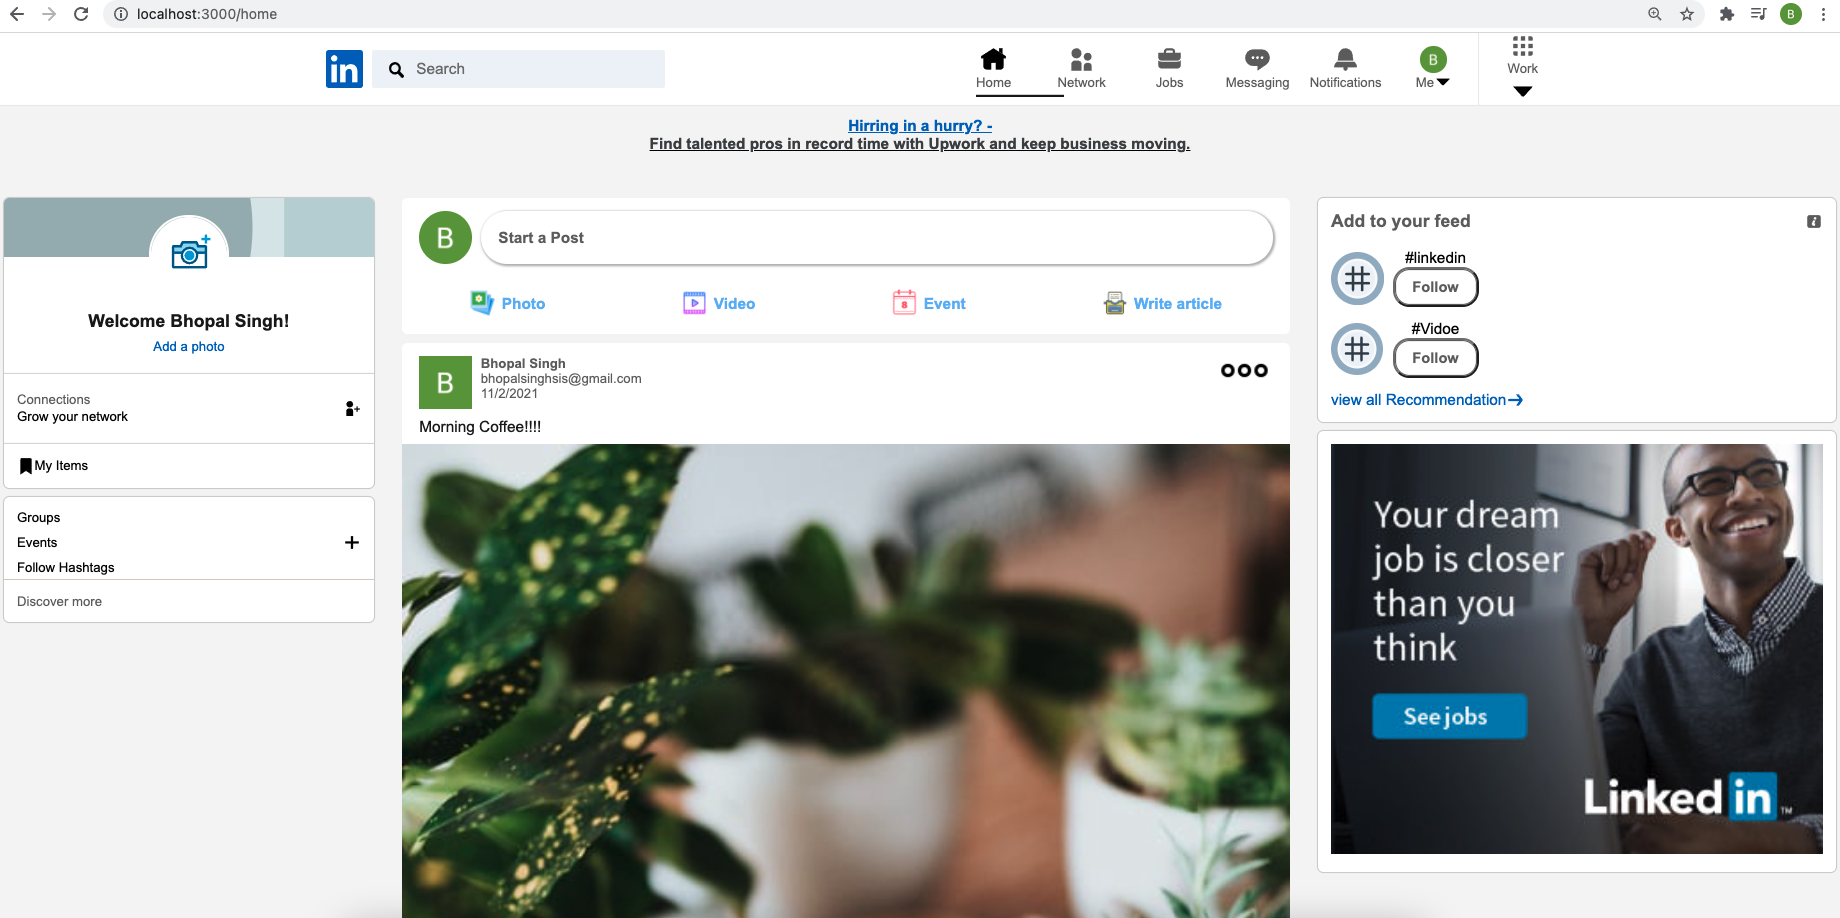 localhost:3000/home
B
in
Search
Home
Network
Jobs
Messaging
Notifications
B
Me
Work
Hirring in a hurry? -
Find talented pros in record time with Upwork and keep business moving.
Welcome Bhopal Singh!
Add a photo
Connections
Grow your network
My Items
Groups
Events
Follow Hashtags
Discover more
B
Start a Post
Photo
Video
8
Event
Write article
B
Bhopal Singh
bhopalsinghsis@gmail.com
11/2/2021
Morning Coffee!!!!
Add to your feed
#linkedin
Follow
#Vidoe
Follow
view all Recommendation
Your dream
job is closer
than you
think
See jobs
Linked in ™